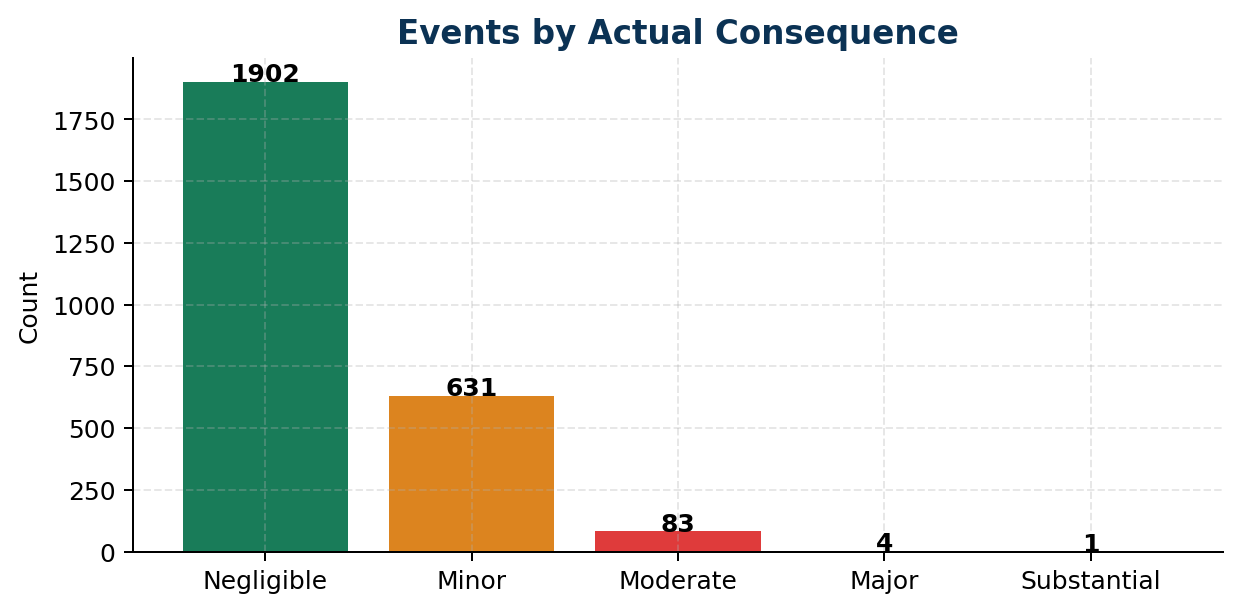 Events by Actual Consequence
Count
1750
1500
1250
1000
750
500
250
0
1902
631
83
4
1
Negligible
Minor
Moderate
Major
Substantial